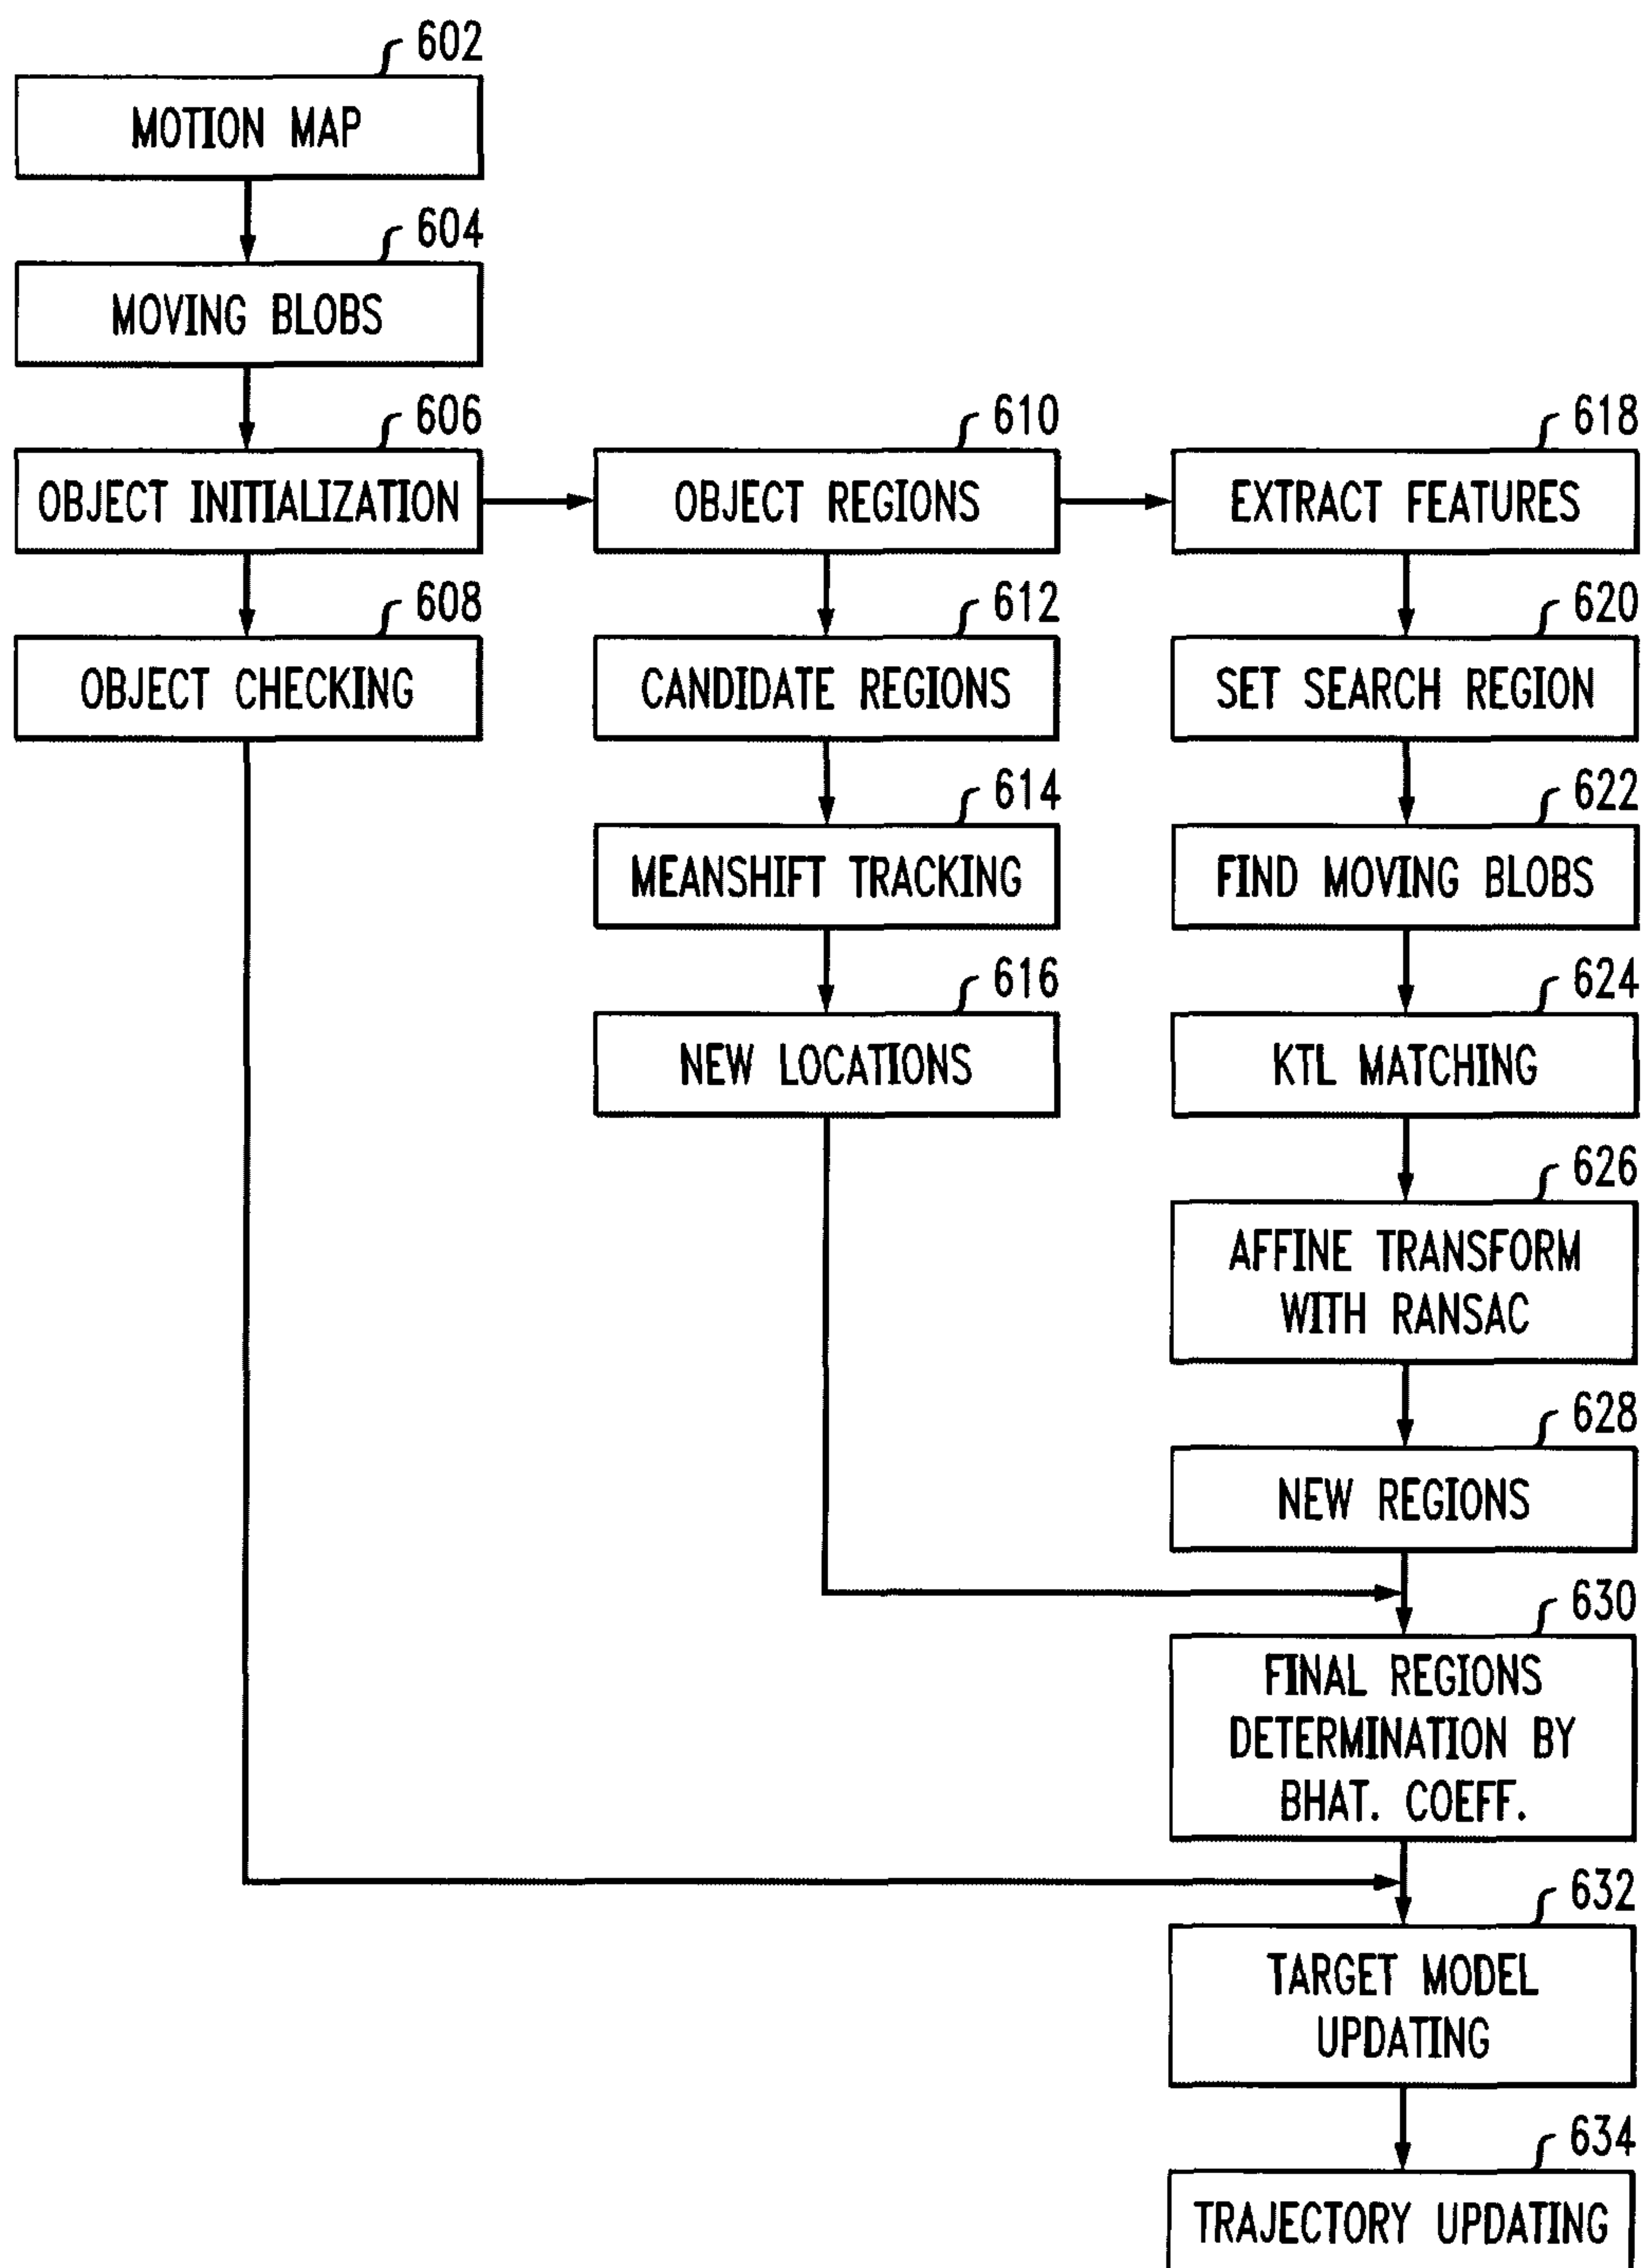 602
MOTION MAP
604
MOVING BLOBS
606
OBJECT INITIALIZATION
608
OBJECT CHECKING
610
OBJECT REGIONS
612
CANDIDATE REGIONS
614
MEANSHIFT TRACKING
616
NEW LOCATIONS
618
EXTRACT FEATURES
620
SET SEARCH REGION
622
FIND MOVING BLOBS
624
KTL MATCHING
626
AFFINE TRANSFORM
WITH RANSAC
628
NEW REGIONS
630
FINAL REGIONS
DETERMINATION BY
BHAT. COEFF.
632
TARGET MODEL
UPDATING
634
TRAJECTORY UPDATING